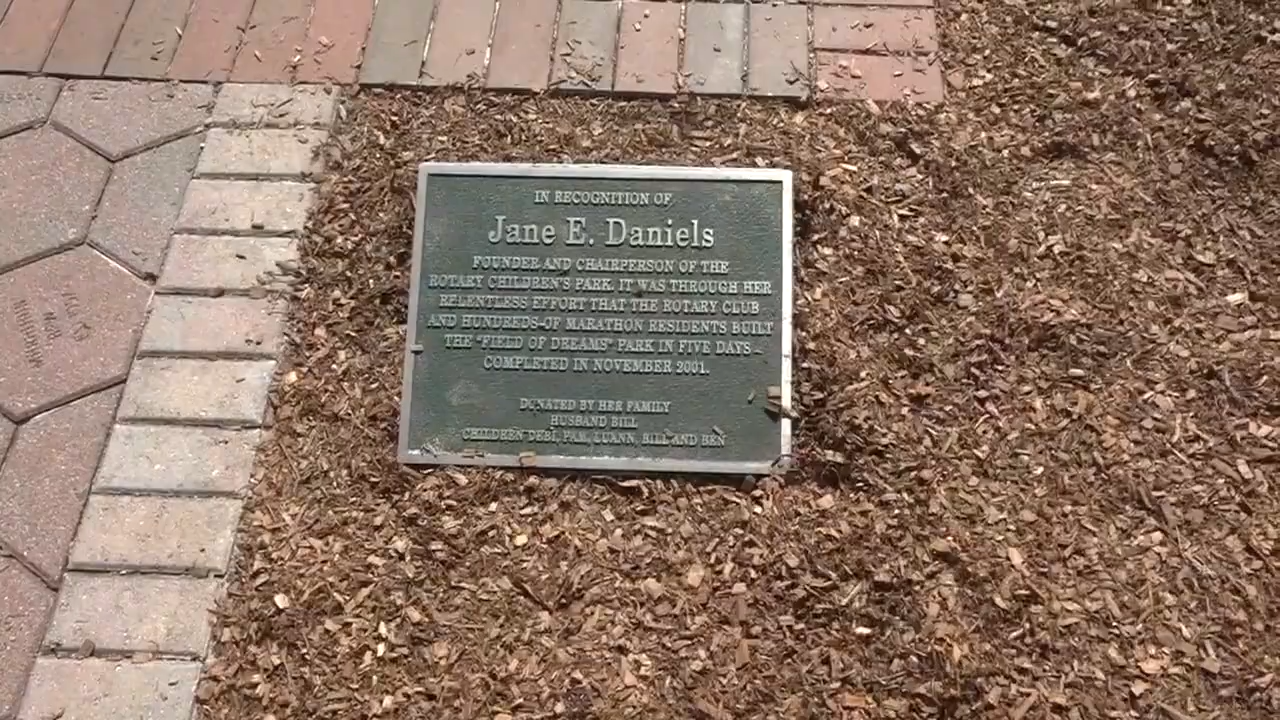 IN RECOGNITION OF
Jane E. Daniels
FOUNDER AND CHAIRPERSON OF THE
ROTARY CHILDREN'S PARK. IT WAS THROUGH HER
RELENTLESS EFFORT THAT THE ROTARY CLUB
AND HUNDREDS OF MARATHON RESIDENTS BUILT
THE "FIELD OF DREAMS" PARK IN FIVE DAYS –
COMPLETED IN NOVEMBER 2001.
DONATED BY HER FAMILY
HUSBAND BILL
CHILDREN DEBI, PAM, LUANN, BILL AND BEN